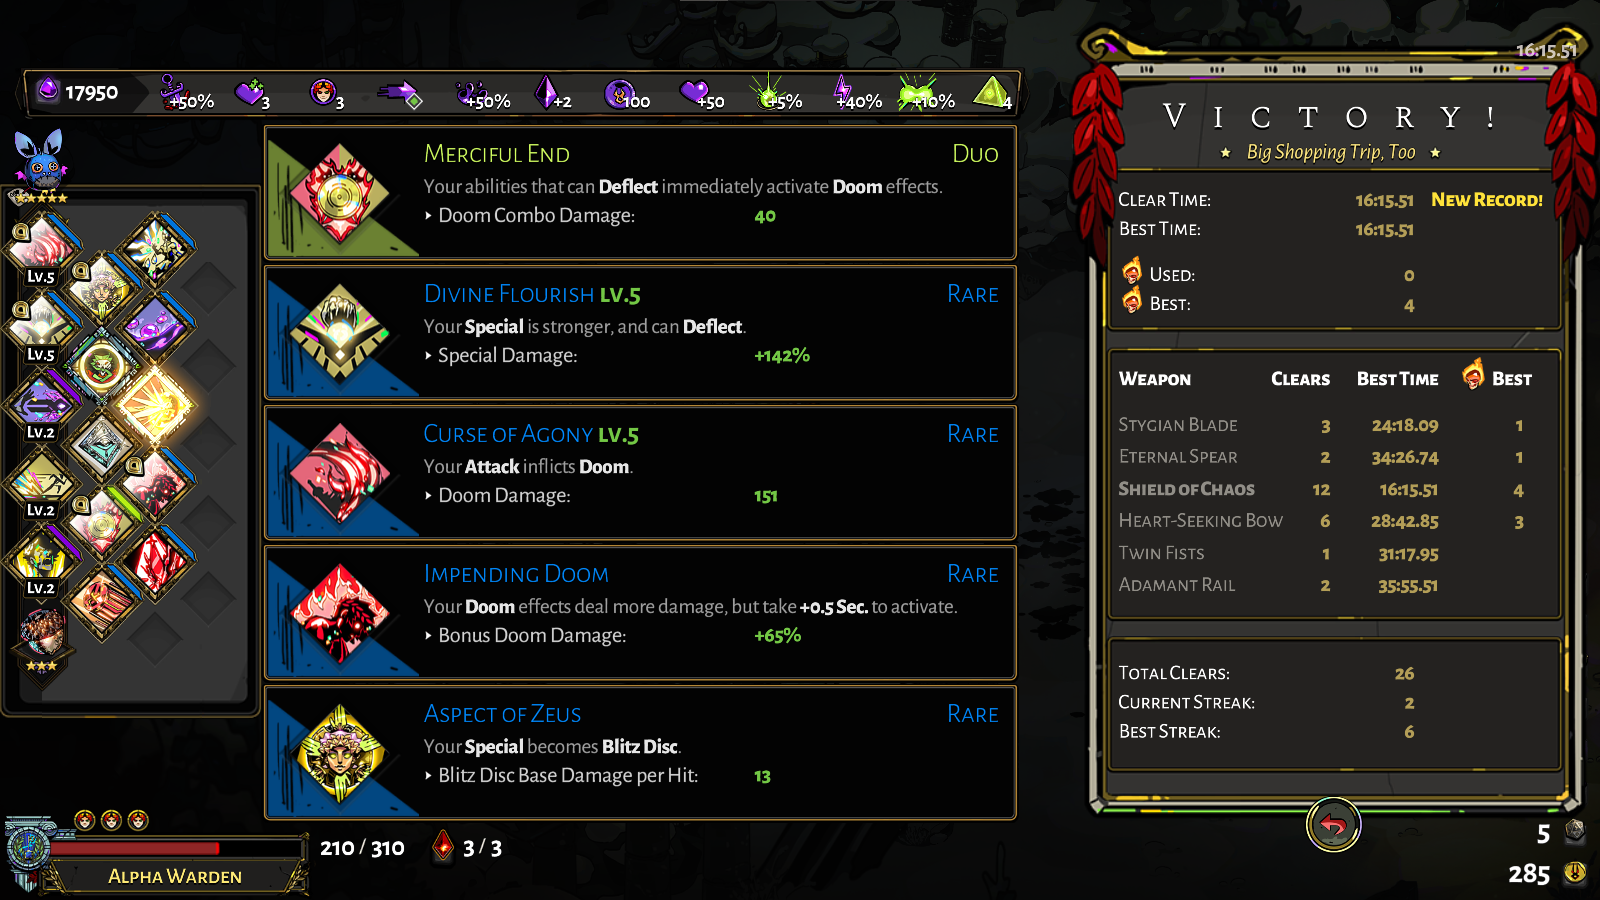 16:15.51
17950
+50%
3
3
+50%
+2
100
+50
+5%
+40%
+10%
4
Lv.5
Lv.5
Lv.2
Lv.2
Lv.2
Merciful End
Duo
Your abilities that can Deflect immediately activate Doom effects.
Doom Combo Damage: 40
Divine Flourish Lv.5
Rare
Your Special is stronger, and can Deflect.
Special Damage: +142%
Curse of Agony Lv.5
Rare
Your Attack inflicts Doom.
Doom Damage: 151
Impending Doom
Rare
Your Doom effects deal more damage, but take +0.5 Sec. to activate.
Bonus Doom Damage: +65%
Aspect of Zeus
Rare
Your Special becomes Blitz Disc.
Blitz Disc Base Damage per Hit: 13
Alpha Warden
210 / 310
3 / 3
Victory!
Big Shopping Trip, Too
Clear Time: 16:15.51 New Record!
Best Time: 16:15.51
Used: 0
Best: 4
Weapon Clears Best Time Best
Stygian Blade 3 24:18.09 1
Eternal Spear 2 34:26.74 1
Shield of Chaos 12 16:15.51 4
Heart-Seeking Bow 6 28:42.85 3
Twin Fists 1 31:17.95
Adamant Rail 2 35:55.51
Total Clears: 26
Current Streak: 2
Best Streak: 6
5
285